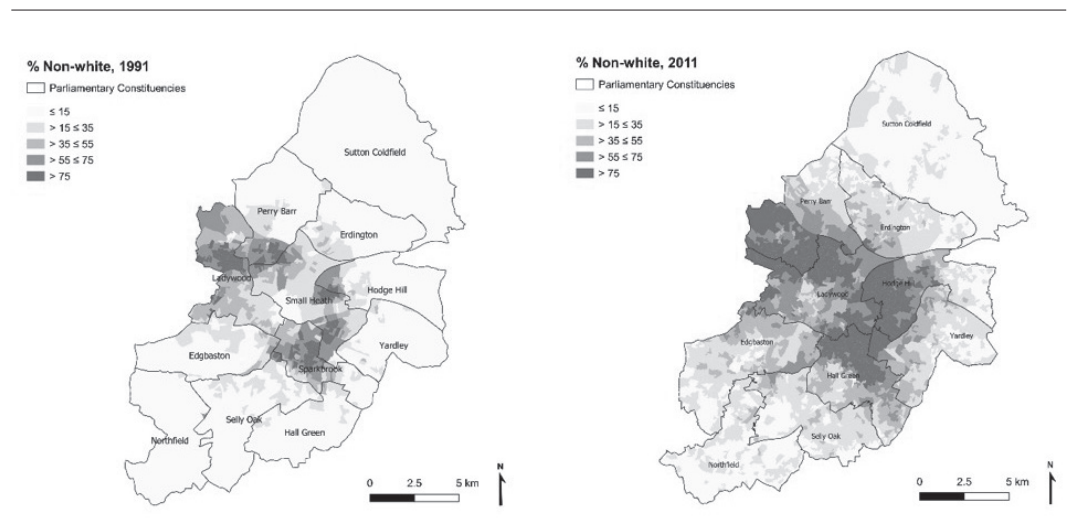 % Non-white, 1991
Parliamentary Constituencies
≤ 15
> 15 ≤ 35
> 35 ≤ 55
> 55 ≤ 75
> 75
Sutton Coldfield
Perry Barr
Erdington
Ladywood
Hodge Hill
Small Heath
Yardley
Edgbaston
Sparkbrook
Selly Oak
Hall Green
Northfield
0 2.5 5 km
N
% Non-white, 2011
Parliamentary Constituencies
≤ 15
> 15 ≤ 35
> 35 ≤ 55
> 55 ≤ 75
> 75
Sutton Coldfield
Perry Barr
Erdington
Hodge Hill
Ladywood
Yardley
Edgbaston
Hall Green
Selly Oak
Northfield
0 2.5 5 km
N